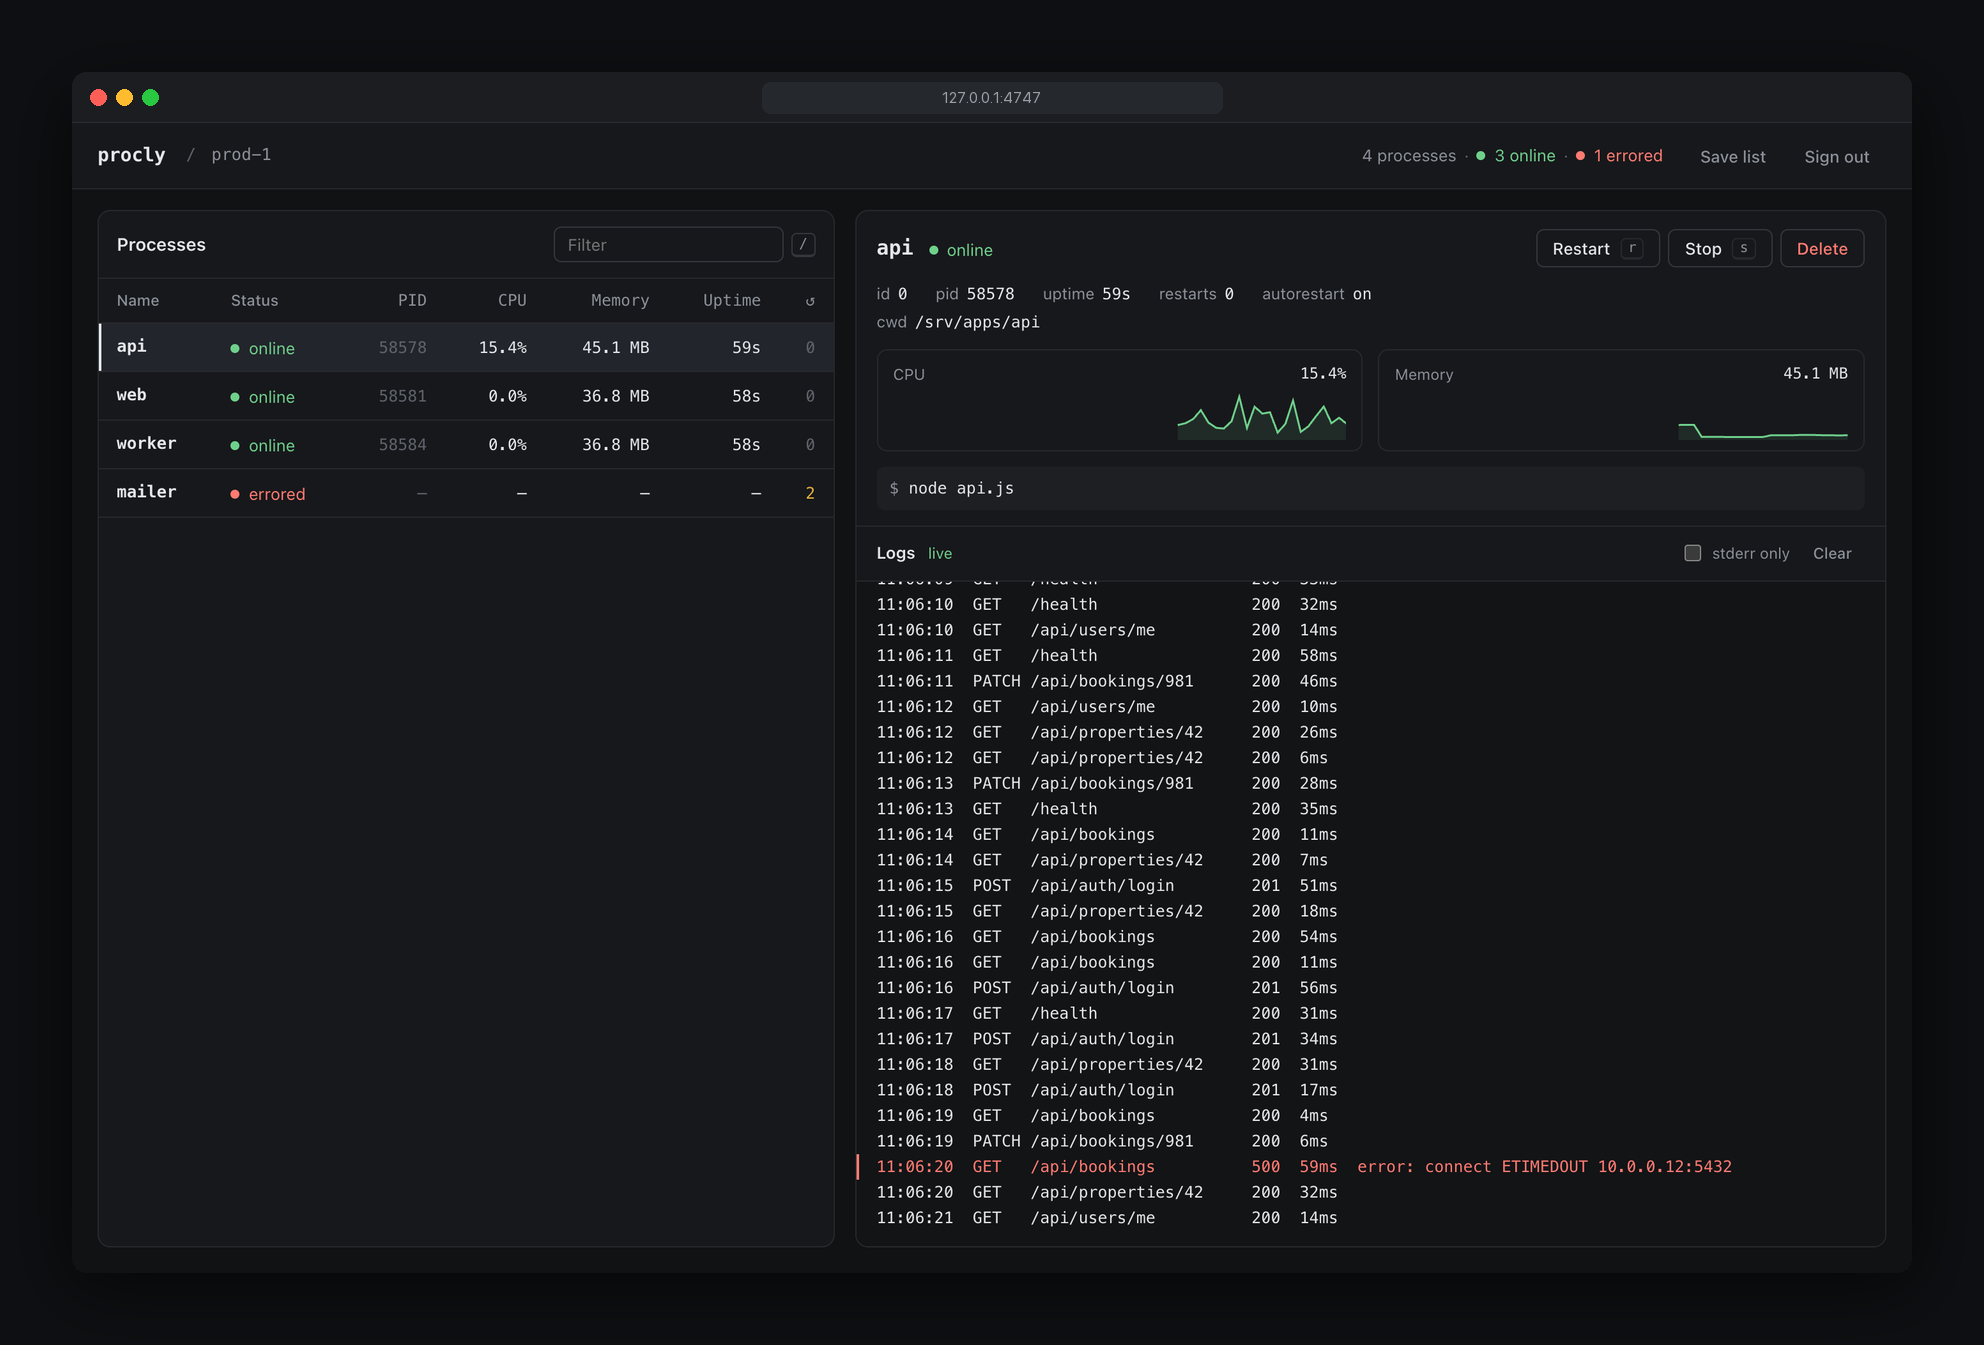 127.0.0.1:4747
procly / prod-1
4 processes · 3 online · 1 errored Save list Sign out
Processes Filter /
Name Status PID CPU Memory Uptime ↺
api online 58578 15.4% 45.1 MB 59s 0
web online 58581 0.0% 36.8 MB 58s 0
worker online 58584 0.0% 36.8 MB 58s 0
mailer errored – – – – 2
api online Restart r Stop s Delete
id 0 pid 58578 uptime 59s restarts 0 autorestart on
cwd /srv/apps/api
CPU 15.4%
Memory 45.1 MB
$ node api.js
Logs live stderr only Clear
11:06:10 GET /health 200 32ms
11:06:10 GET /api/users/me 200 14ms
11:06:11 GET /health 200 58ms
11:06:11 PATCH /api/bookings/981 200 46ms
11:06:12 GET /api/users/me 200 10ms
11:06:12 GET /api/properties/42 200 26ms
11:06:12 GET /api/properties/42 200 6ms
11:06:13 PATCH /api/bookings/981 200 28ms
11:06:13 GET /health 200 35ms
11:06:14 GET /api/bookings 200 11ms
11:06:14 GET /api/properties/42 200 7ms
11:06:15 POST /api/auth/login 201 51ms
11:06:15 GET /api/properties/42 200 18ms
11:06:16 GET /api/bookings 200 54ms
11:06:16 GET /api/bookings 200 11ms
11:06:16 POST /api/auth/login 201 56ms
11:06:17 GET /health 200 31ms
11:06:17 POST /api/auth/login 201 34ms
11:06:18 GET /api/properties/42 200 31ms
11:06:18 POST /api/auth/login 201 17ms
11:06:19 GET /api/bookings 200 4ms
11:06:19 PATCH /api/bookings/981 200 6ms
11:06:20 GET /api/bookings 500 59ms error: connect ETIMEDOUT 10.0.0.12:5432
11:06:20 GET /api/properties/42 200 32ms
11:06:21 GET /api/users/me 200 14ms